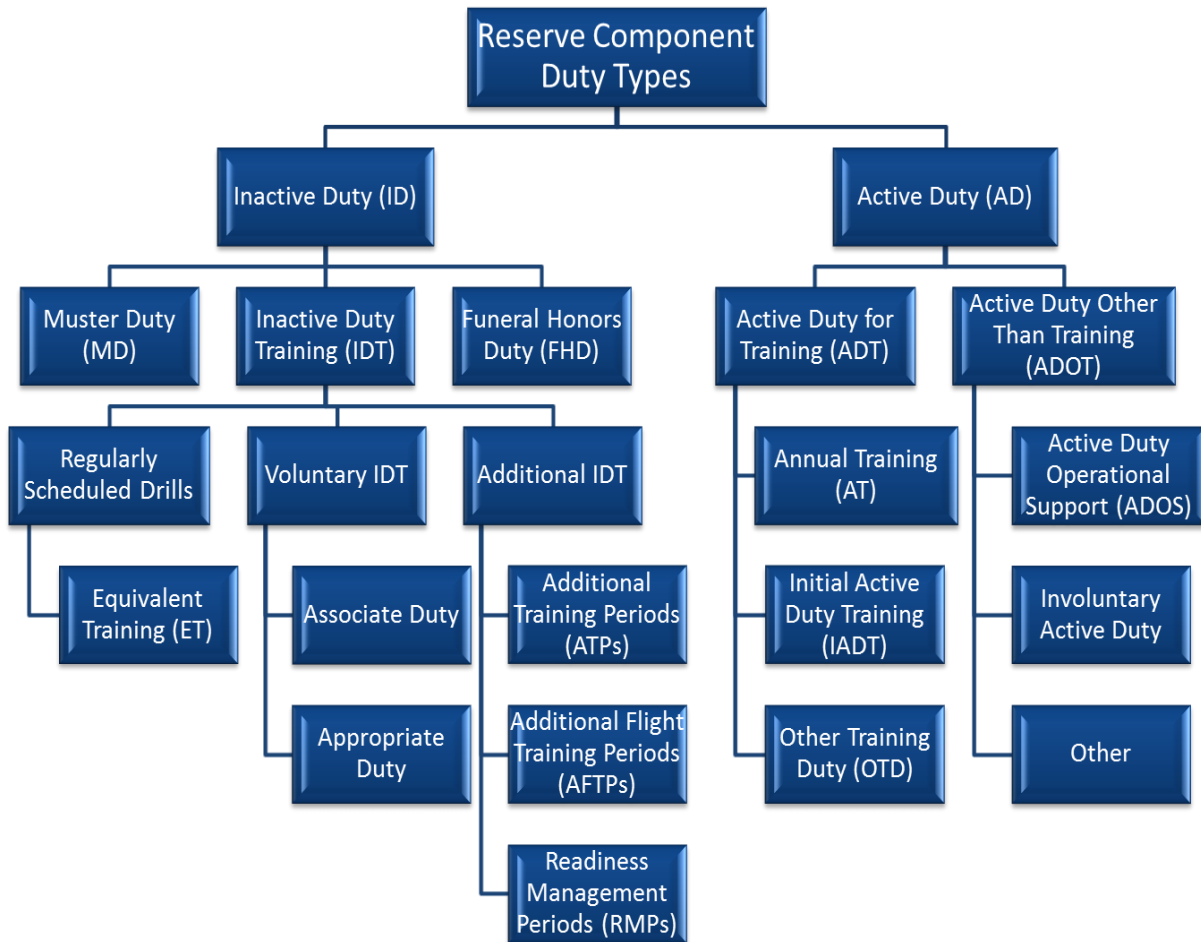 Reserve Component
Duty Types
Inactive Duty (ID)
Active Duty (AD)
Muster Duty
(MD)
Inactive Duty
Training (IDT)
Funeral Honors
Duty (FHD)
Active Duty for
Training (ADT)
Active Duty Other
Than Training
(ADOT)
Regularly
Scheduled Drills
Voluntary IDT
Additional IDT
Annual Training
(AT)
Active Duty
Operational
Support (ADOS)
Equivalent
Training (ET)
Associate Duty
Additional
Training Periods
(ATPs)
Initial Active
Duty Training
(IADT)
Involuntary
Active Duty
Appropriate
Duty
Additional Flight
Training Periods
(AFTPs)
Other Training
Duty (OTD)
Other
Readiness
Management
Periods (RMPs)